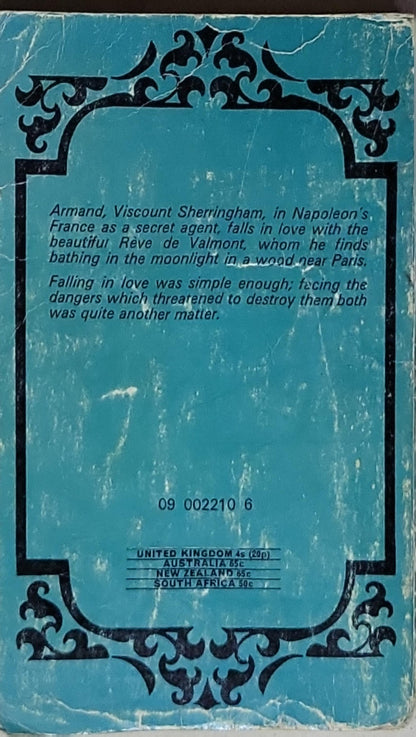 Armand, Viscount Sherringham, in Napoleon's
France as a secret agent, falls in love with the
beautiful Rêve de Valmont, whom he finds
bathing in the moonlight in a wood near Paris.
Falling in love was simple enough; facing the
dangers which threatened to destroy them both
was quite another matter.
09 002210 6
UNITED KINGDOM 4s (20p)
AUSTRALIA 65c
NEW ZEALAND 65c
SOUTH AFRICA 50c